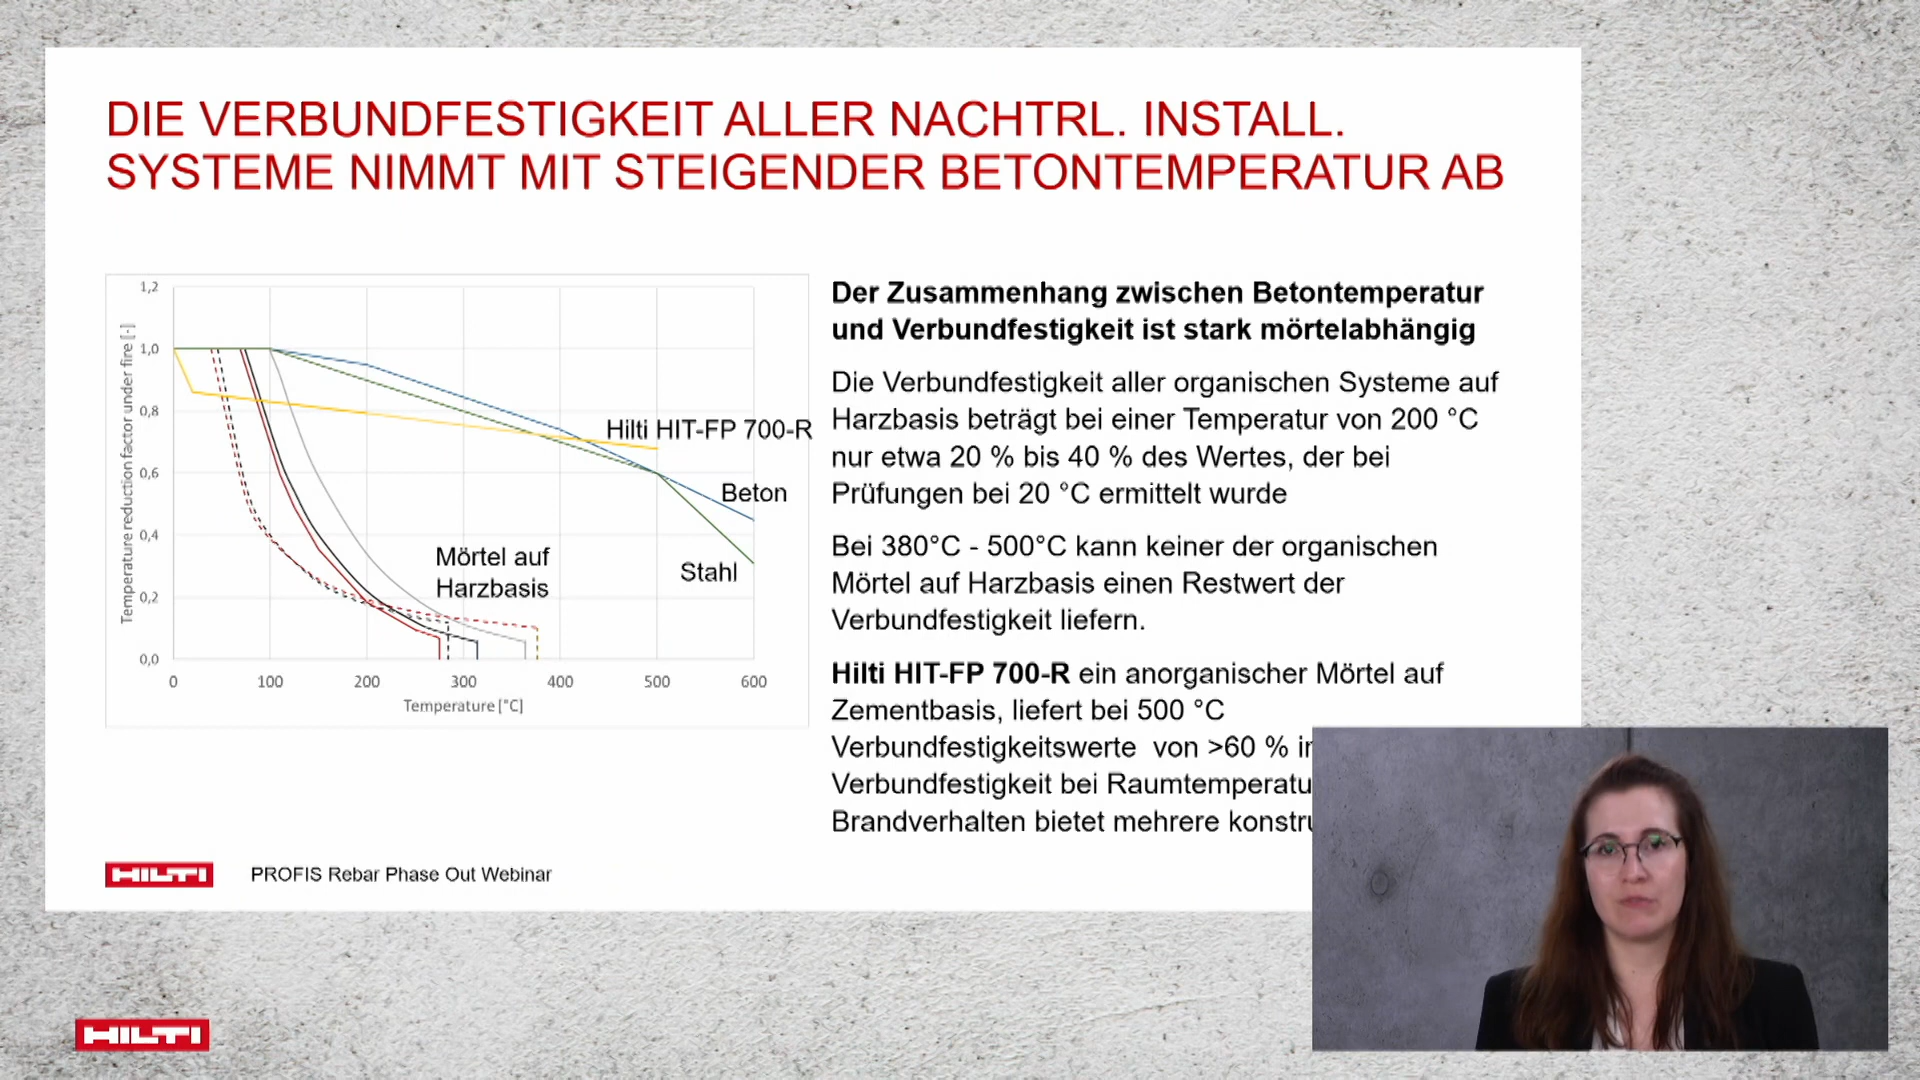 DIE VERBUNDFESTIGKEIT ALLER NACHTRL. INSTALL.
SYSTEME NIMMT MIT STEIGENDER BETONTEMPERATUR AB
1,2
1,0
0,8
0,6
0,4
0,2
0,0
Temperature reduction factor under fire [-]
0 100 200 300 400 500 600
Temperature [°C]
Hilti HIT-FP 700-R
Beton
Stahl
Mörtel auf
Harzbasis
Der Zusammenhang zwischen Betontemperatur
und Verbundfestigkeit ist stark mörtelabhängig
Die Verbundfestigkeit aller organischen Systeme auf
Harzbasis beträgt bei einer Temperatur von 200 °C
nur etwa 20 % bis 40 % des Wertes, der bei
Prüfungen bei 20 °C ermittelt wurde
Bei 380°C - 500°C kann keiner der organischen
Mörtel auf Harzbasis einen Restwert der
Verbundfestigkeit liefern.
Hilti HIT-FP 700-R ein anorganischer Mörtel auf
Zementbasis, liefert bei 500 °C
Verbundfestigkeitswerte von >60 %
Verbundfestigkeit bei
Brandverhalten bietet mehrere
HILTI
PROFIS Rebar Phase Out Webinar
HILTI